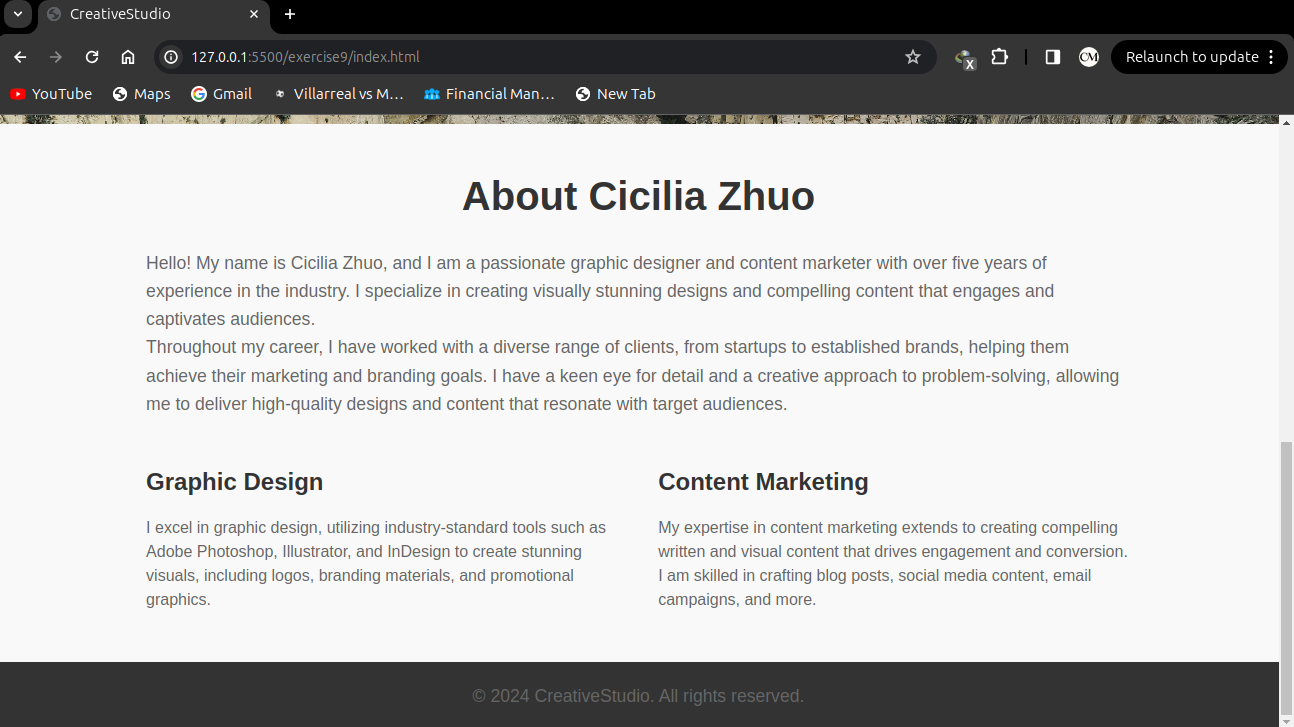 CreativeStudio
127.0.0.1:5500/exercise9/index.html
X
CM
Relaunch to update
YouTube
Maps
Gmail
Villarreal vs M…
Financial Man…
New Tab
About Cicilia Zhuo
Hello! My name is Cicilia Zhuo, and I am a passionate graphic designer and content marketer with over five years of
experience in the industry. I specialize in creating visually stunning designs and compelling content that engages and
captivates audiences.
Throughout my career, I have worked with a diverse range of clients, from startups to established brands, helping them
achieve their marketing and branding goals. I have a keen eye for detail and a creative approach to problem-solving, allowing
me to deliver high-quality designs and content that resonate with target audiences.
Graphic Design
I excel in graphic design, utilizing industry-standard tools such as
Adobe Photoshop, Illustrator, and InDesign to create stunning
visuals, including logos, branding materials, and promotional
graphics.
Content Marketing
My expertise in content marketing extends to creating compelling
written and visual content that drives engagement and conversion.
I am skilled in crafting blog posts, social media content, email
campaigns, and more.
© 2024 CreativeStudio. All rights reserved.